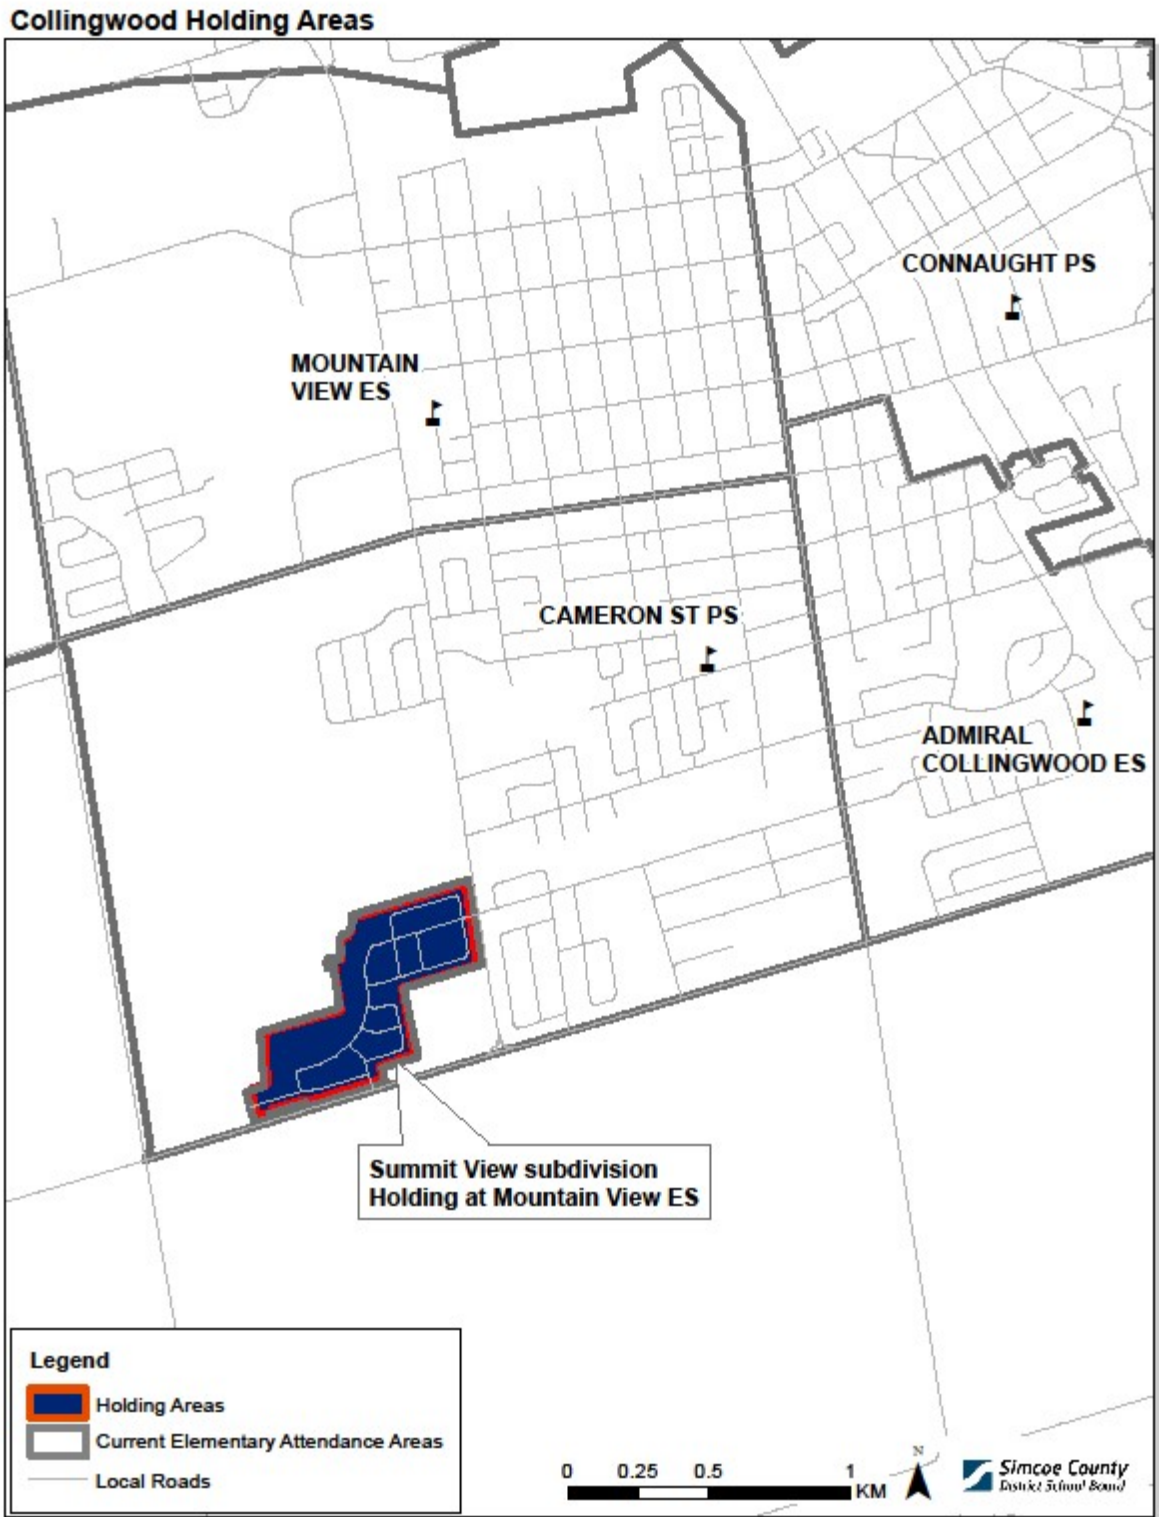 Collingwood Holding Areas
CONNAUGHT PS
MOUNTAIN
VIEW ES
CAMERON ST PS
ADMIRAL
COLLINGWOOD ES
Summit View subdivision
Holding at Mountain View ES
Legend
Holding Areas
Current Elementary Attendance Areas
Local Roads
0 0.25 0.5 1
KM
N
Simcoe County
District School Board